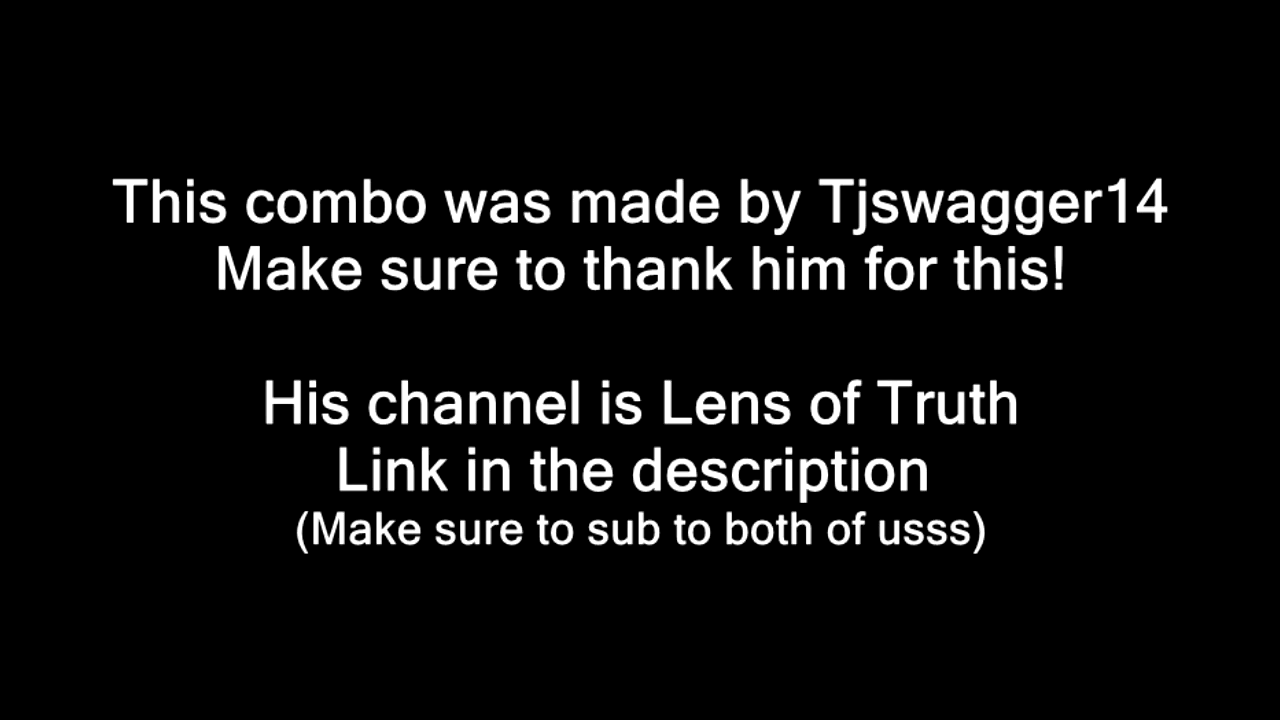 This combo was made by Tjswagger14
Make sure to thank him for this!
His channel is Lens of Truth
Link in the description
(Make sure to sub to both of usss)